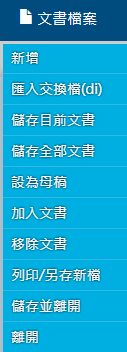 文書檔案
新增
匯入交換檔(di)
儲存目前文書
儲存全部文書
設為母稿
加入文書
移除文書
列印/另存新檔
儲存並離開
離開